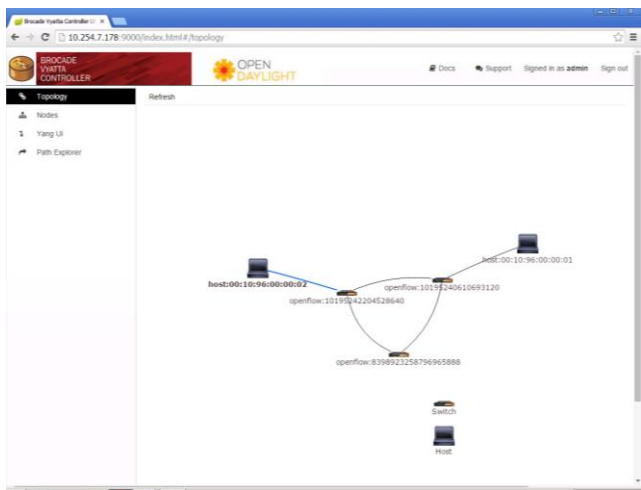 Brocade Vyatta Controller UI
10.254.7.178:9000/index.html#/topology
BROCADE
VYATTA
CONTROLLER
OPEN
DAYLIGHT
Docs
Support
Signed in as admin
Sign out
Topology
Refresh
Nodes
Yang UI
Path Explorer
host:00:10:96:00:00:01
host:00:10:96:00:00:02
openflow:10195240610693120
openflow:10195242204528640
openflow:8398923258796965888
Switch
Host